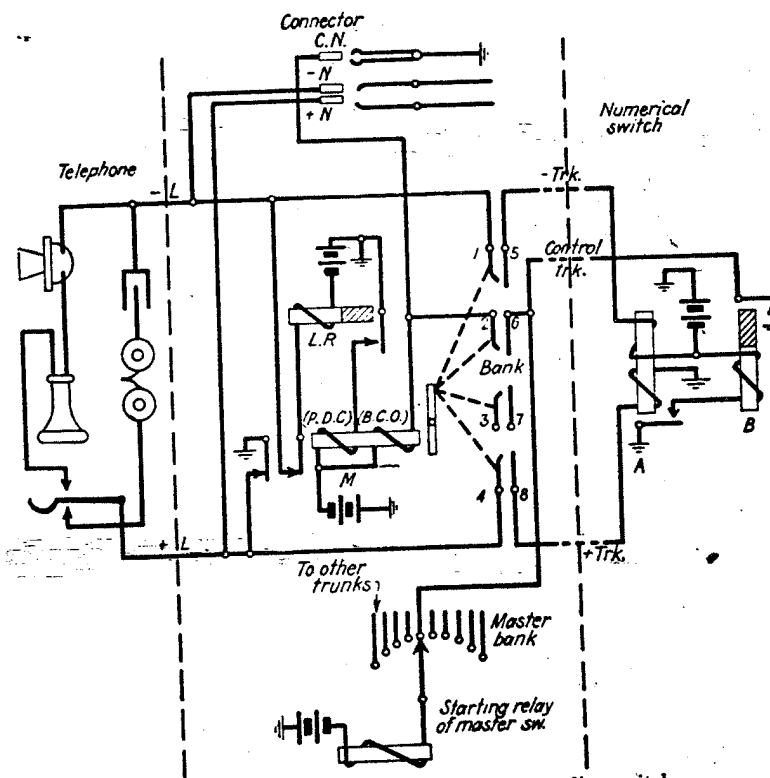 Connector
C.N.
- N
+ N
Numerical
switch
Telephone
- L
- Trk.
1
5
Control
trk.
L.R
2
6
Bank
(P.D.C)
(B.C.O.)
3
7
M
A
B
4
8
+ L
+Trk.
To other
trunks
Master
bank
Starting relay
of master sw.